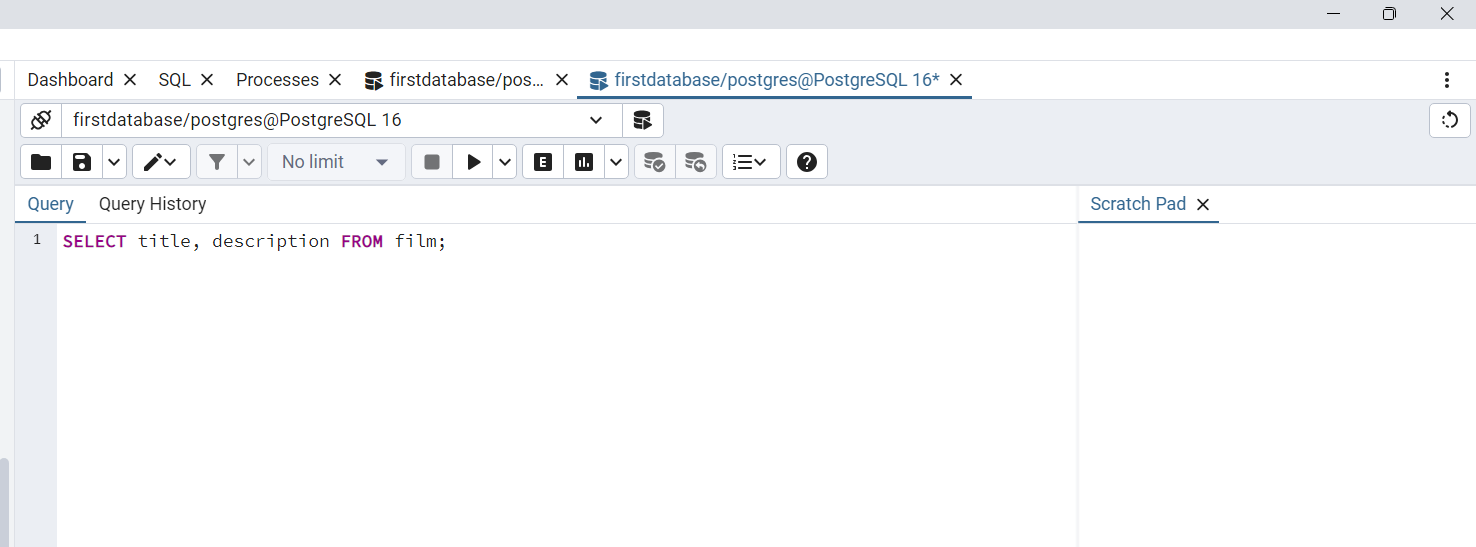 Dashboard SQL Processes firstdatabase/pos... firstdatabase/postgres@PostgreSQL 16*
firstdatabase/postgres@PostgreSQL 16
No limit E
Query Query History Scratch Pad
1 SELECT title, description FROM film;